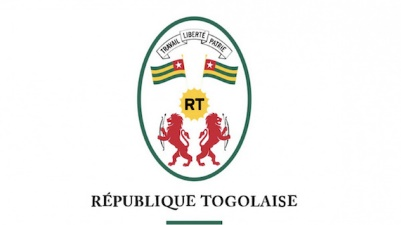 TRAVAIL LIBERTÉ PATRIE
RT
RÉPUBLIQUE TOGOLAISE